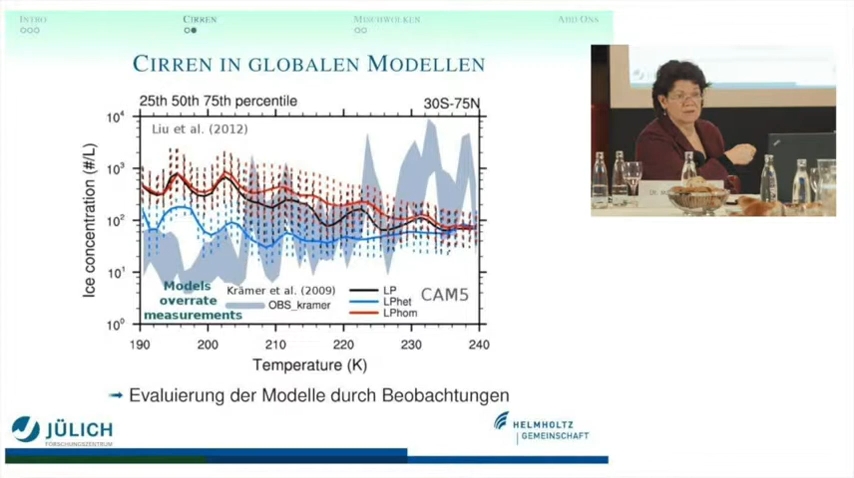 INTRO
CIRREN
MISCHWOLKEN
ADD ONS
CIRREN IN GLOBALEN MODELLEN
25th 50th 75th percentile
30S-75N
Liu et al. (2012)
Ice concentration (#/L)
10⁴
10³
10²
10¹
10⁰
Models
overrate
measurements
Krämer et al. (2009)
OBS_kramer
LP
LPhet
LPhom
CAM5
190
200
210
220
230
240
Temperature (K)
Evaluierung der Modelle durch Beobachtungen
JÜLICH
FORSCHUNGSZENTRUM
HELMHOLTZ
GEMEINSCHAFT